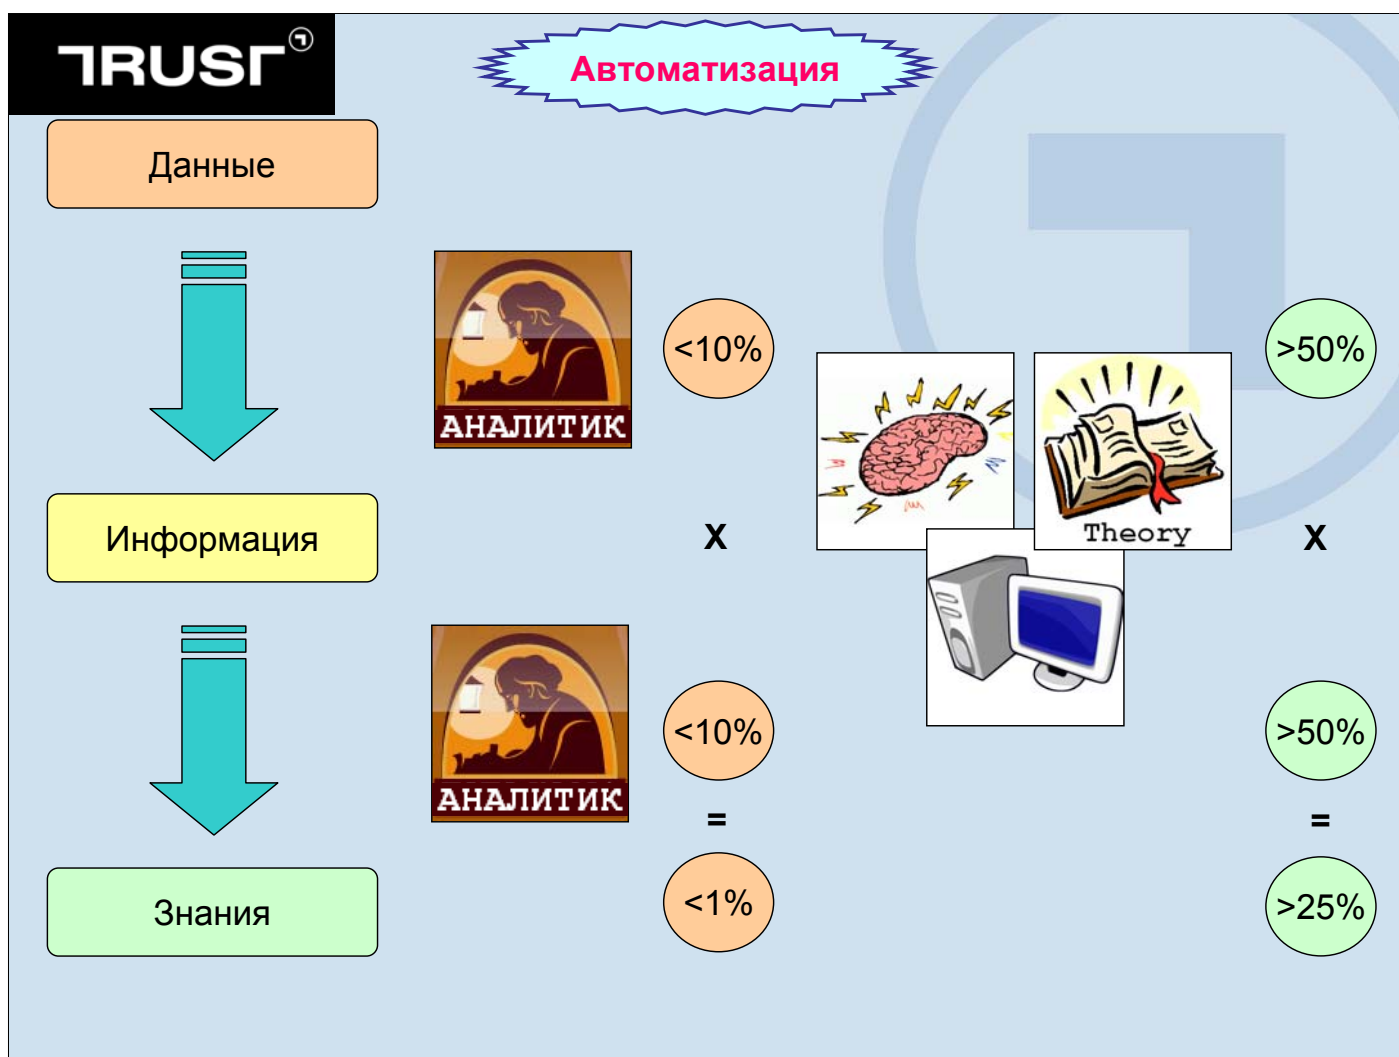 TRUST
Автоматизация
Данные
АНАЛИТИК
<10%
>50%
Theory
Информация
X
X
АНАЛИТИК
<10%
>50%
=
=
Знания
<1%
>25%